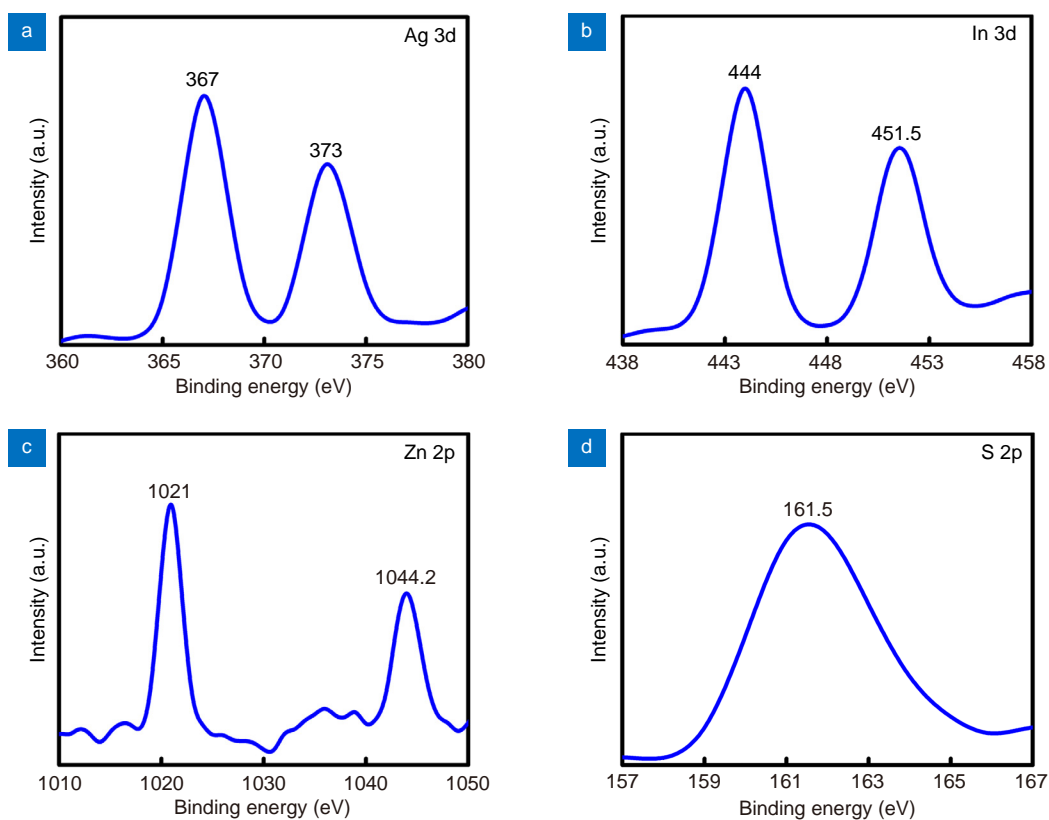 a
Ag 3d
367
373
Intensity (a.u.)
360 365 370 375 380
Binding energy (eV)
b
In 3d
444
451.5
Intensity (a.u.)
438 443 448 453 458
Binding energy (eV)
c
Zn 2p
1021
1044.2
Intensity (a.u.)
1010 1020 1030 1040 1050
Binding energy (eV)
d
S 2p
161.5
Intensity (a.u.)
157 159 161 163 165 167
Binding energy (eV)